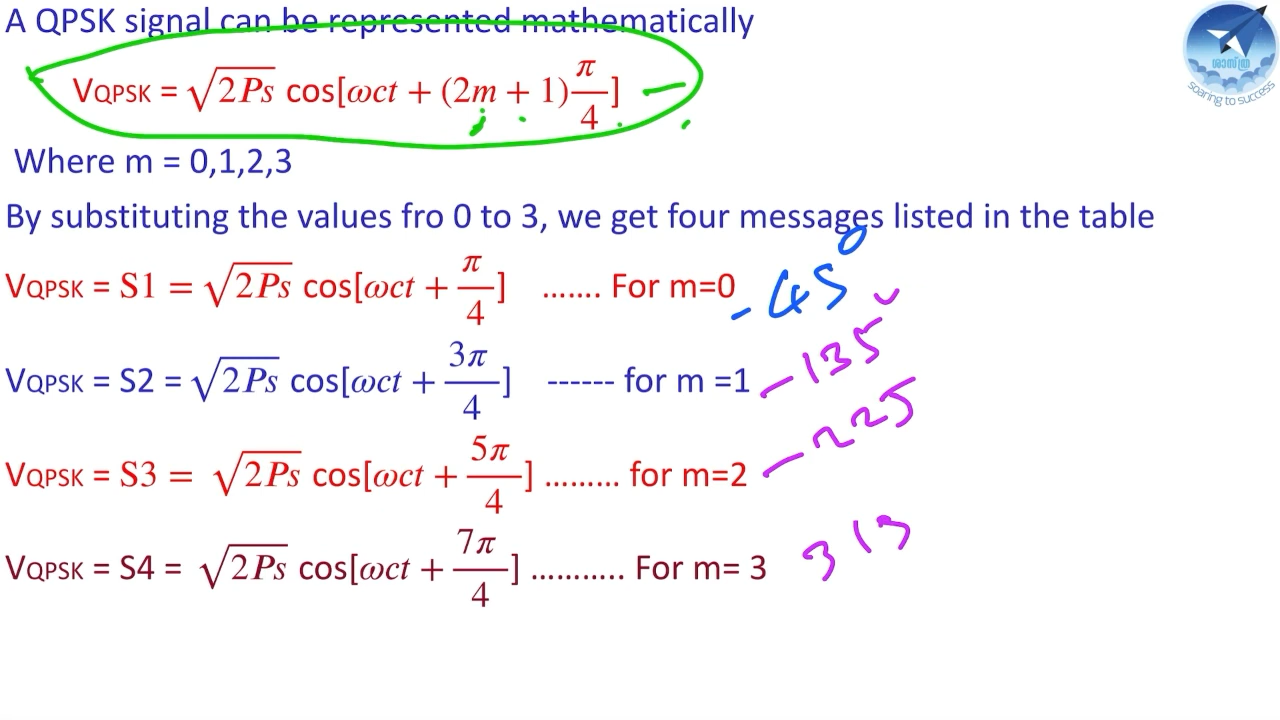 A QPSK signal can be represented mathematically
ശാസ്ത്ര
soaring to success
VQPSK = √2Ps cos[ωct + (2m + 1)π/4]
Where m = 0,1,2,3
By substituting the values fro 0 to 3, we get four messages listed in the table
VQPSK = S1 = √2Ps cos[ωct + π/4] ....... For m=0 - 45°
VQPSK = S2 = √2Ps cos[ωct + 3π/4] ------ for m =1 - 135°
VQPSK = S3 = √2Ps cos[ωct + 5π/4] ......... for m=2 - 225
VQPSK = S4 = √2Ps cos[ωct + 7π/4] ........... For m= 3 315